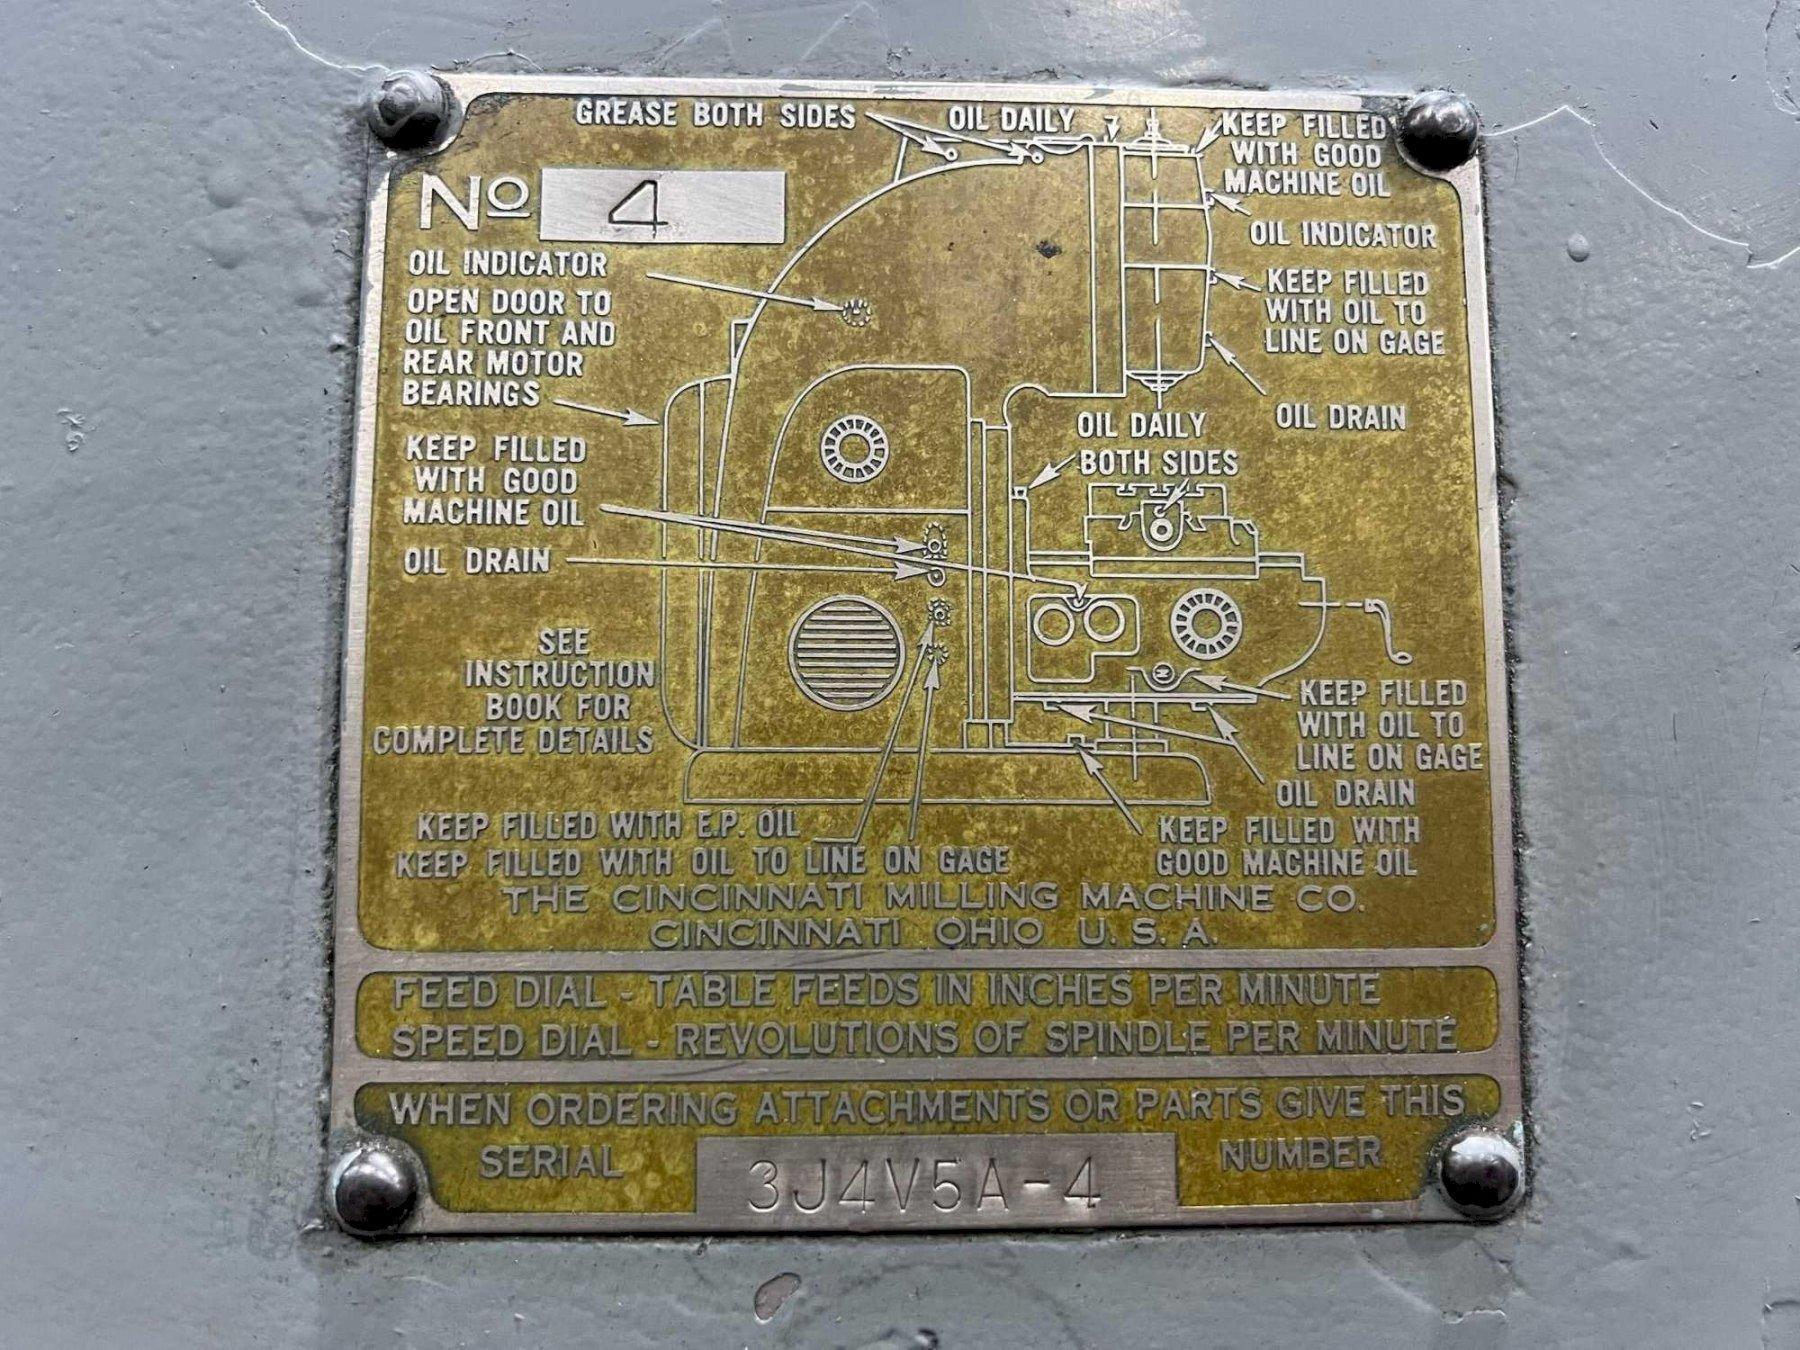 GREASE BOTH SIDES
OIL DAILY
KEEP FILLED
WITH GOOD
MACHINE OIL
No 4
OIL INDICATOR
OIL INDICATOR
OPEN DOOR TO
OIL FRONT AND
REAR MOTOR
BEARINGS
KEEP FILLED
WITH OIL TO
LINE ON GAGE
OIL DRAIN
OIL DAILY
BOTH SIDES
KEEP FILLED
WITH GOOD
MACHINE OIL
OIL DRAIN
SEE
INSTRUCTION
BOOK FOR
COMPLETE DETAILS
KEEP FILLED
WITH OIL TO
LINE ON GAGE
OIL DRAIN
KEEP FILLED WITH E.P. OIL
KEEP FILLED WITH OIL TO LINE ON GAGE
KEEP FILLED WITH
GOOD MACHINE OIL
THE CINCINNATI MILLING MACHINE CO.
CINCINNATI OHIO U.S.A.
FEED DIAL - TABLE FEEDS IN INCHES PER MINUTE
SPEED DIAL - REVOLUTIONS OF SPINDLE PER MINUTE
WHEN ORDERING ATTACHMENTS OR PARTS GIVE THIS
SERIAL 3J4V5A-4 NUMBER